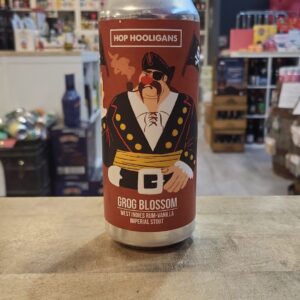 HOP HOOLIGANS
GROG BLOSSOM
WEST INDIES RUM-VANILLA
IMPERIAL STOUT